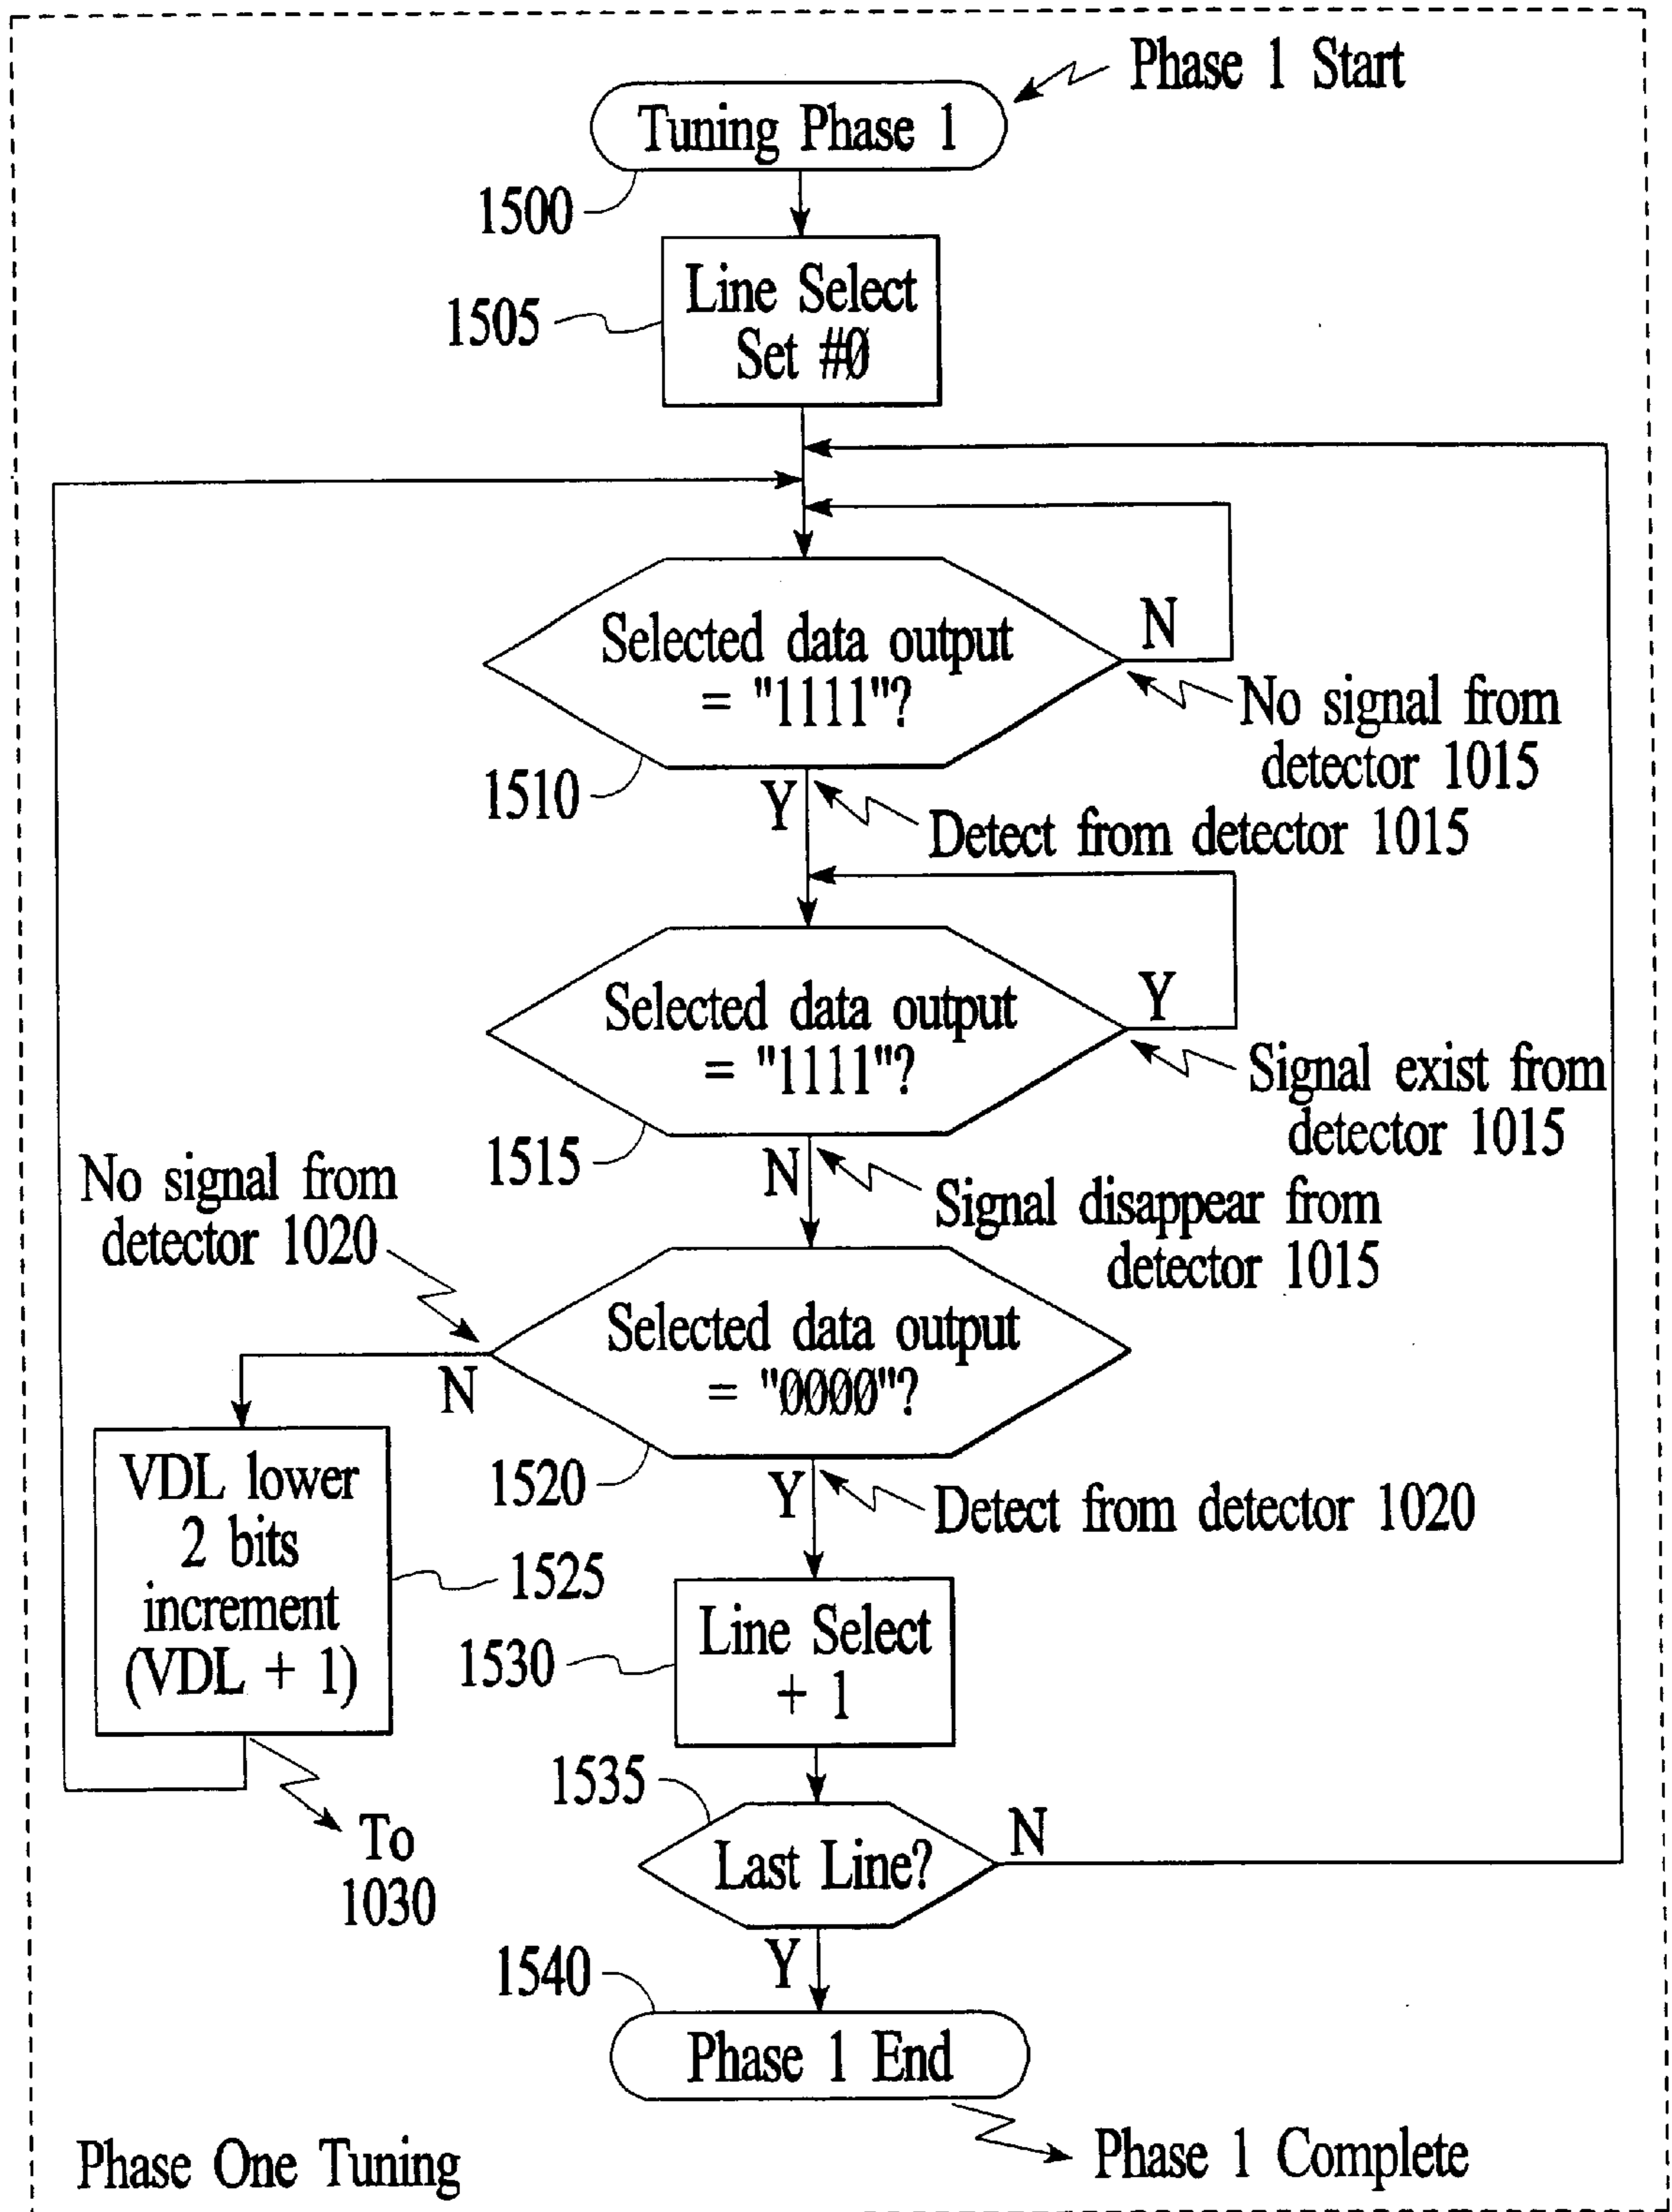 Phase 1 Start
Tuning Phase 1
1500
Line Select
Set #0
1505
Selected data output
= "1111"?
N
No signal from
detector 1015
1510
Y
Detect from detector 1015
Selected data output
= "1111"?
Y
Signal exist from
detector 1015
1515
N
Signal disappear from
detector 1015
No signal from
detector 1020
Selected data output
= "0000"?
N
1520
Y
Detect from detector 1020
VDL lower
2 bits
increment
(VDL + 1)
1525
To
1030
Line Select
+ 1
1530
1535
Last Line?
N
Y
1540
Phase 1 End
Phase 1 Complete
Phase One Tuning